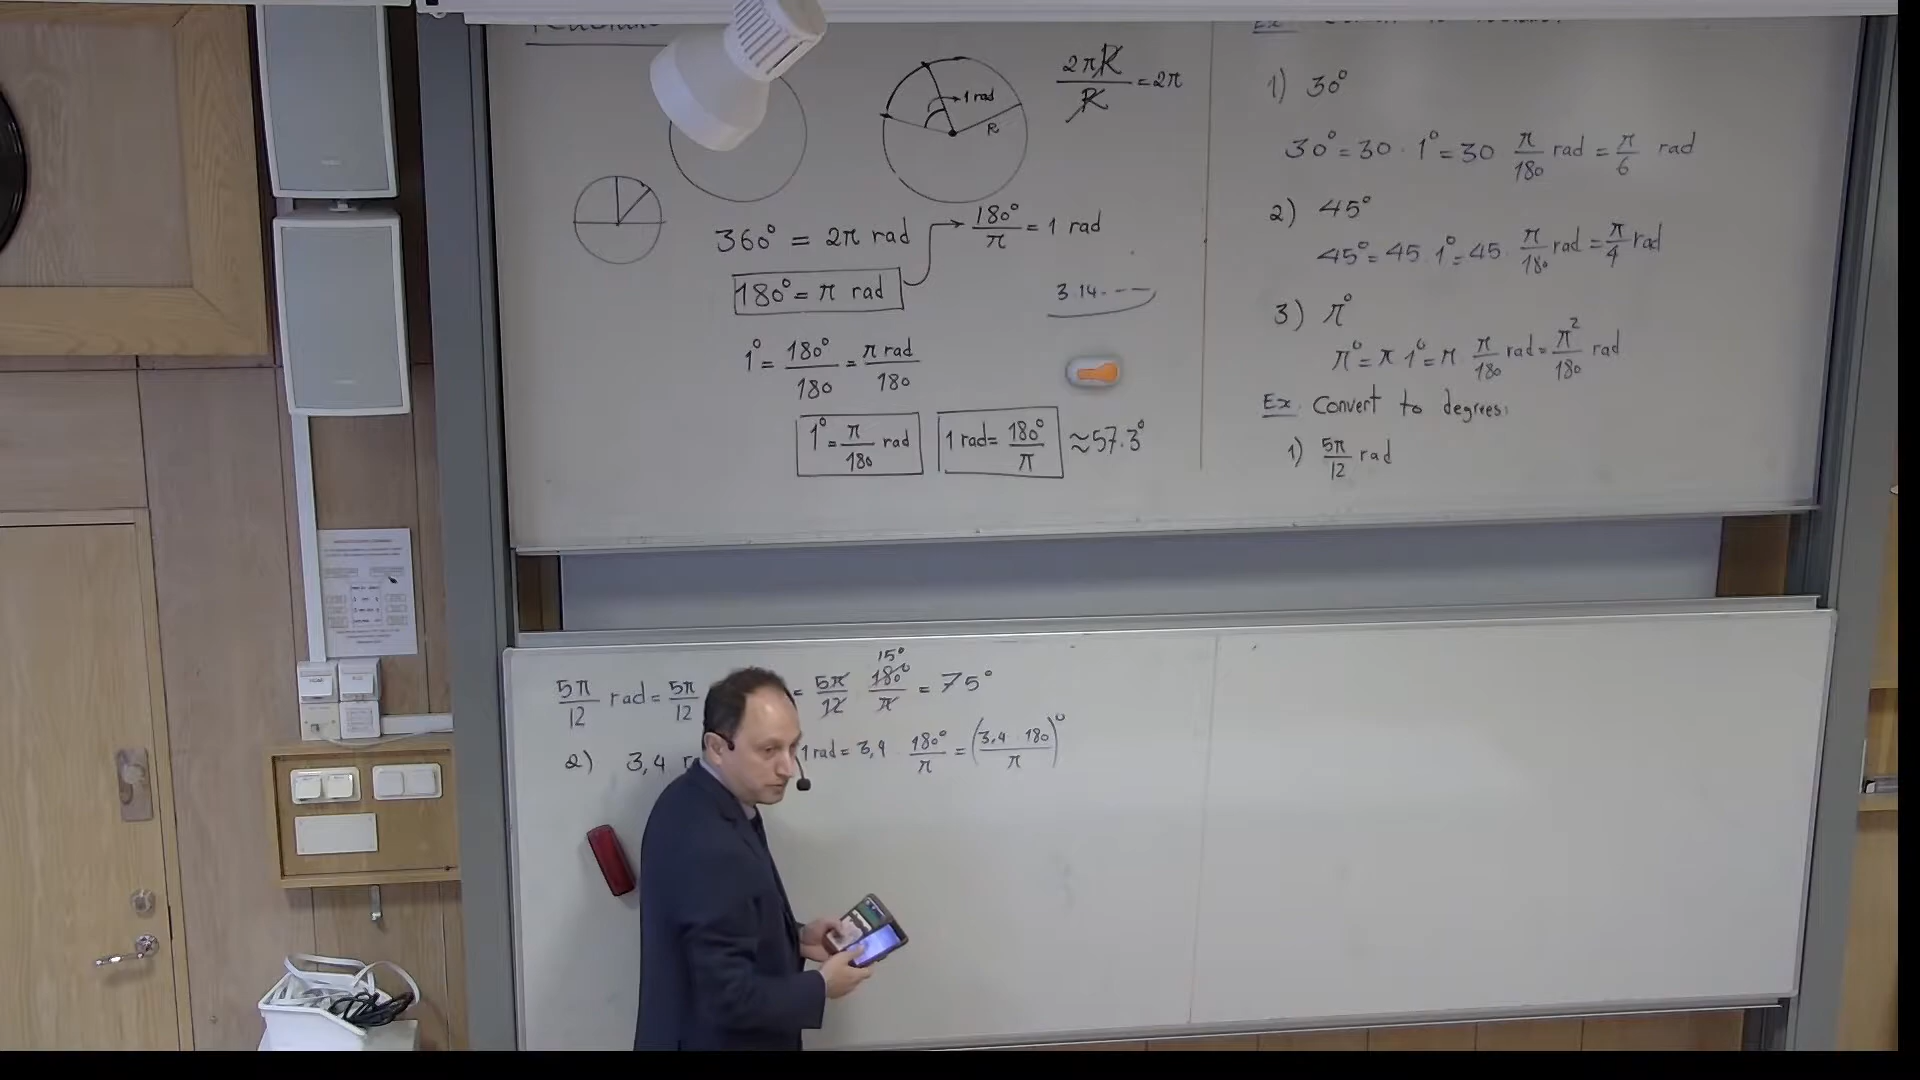 2πR/R = 2π
1 rad
R
360° = 2π rad
180°/π = 1 rad
180° = π rad
3.14...
1° = 180°/180 = π rad/180
1° = π/180 rad
1 rad = 180°/π ≈ 57.3°
1) 30°
30° = 30 · 1° = 30 · π/180 rad = π/6 rad
2) 45°
45° = 45 · 1° = 45 · π/180 rad = π/4 rad
3) π°
π° = π · 1° = π · π/180 rad = π²/180 rad
Ex. Convert to degrees:
1) 5π/12 rad
5π/12 rad = 5π/12 = 5π/12 · 180°/π = 75°
15°
2) 3,4 1 rad = 3,4 · 180°/π = (3,4 · 180/π)°